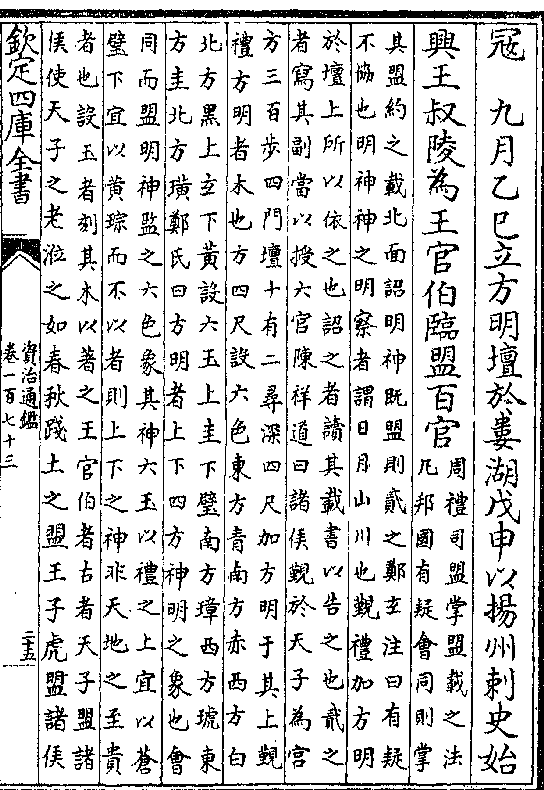 冦　九月乙巳立方明壇於婁湖戊申以揚州刺史始
興王叔陵為王官伯臨盟百官
周禮司盟掌盟載之法
凡邦國有疑會同則掌
其盟約之載北面詔明神既盟則貳之鄭𤣥注曰有疑
不協也明神神之明察者謂日月山川也覲禮加方明
於壇上所以依之也詔之者讀其載書以告之也貳之
者寫其副當以授六官陳祥道曰諸侯覲於天子為宫
方三百步四門壇十有二尋深四尺加方明于其上覲
禮方明者木也方四尺設六色東方青南方赤西方白
北方黑上𤣥下黄設六玉上圭下璧南方璋西方琥東
方圭北方璜鄭氏曰方明者上下四方神明之象也會
同而盟明神監之六色象其神六玉以禮之上宜以蒼
璧下宜以黄琮而不以者則上下之神非天地之至貴
者也設玉者刻其木以著之王官伯者古者天子盟諸
侯使天子之老涖之如春秋踐土之盟王子虎盟諸侯
欽定四庫全書
資治通鑑
卷一百七十三
二十五